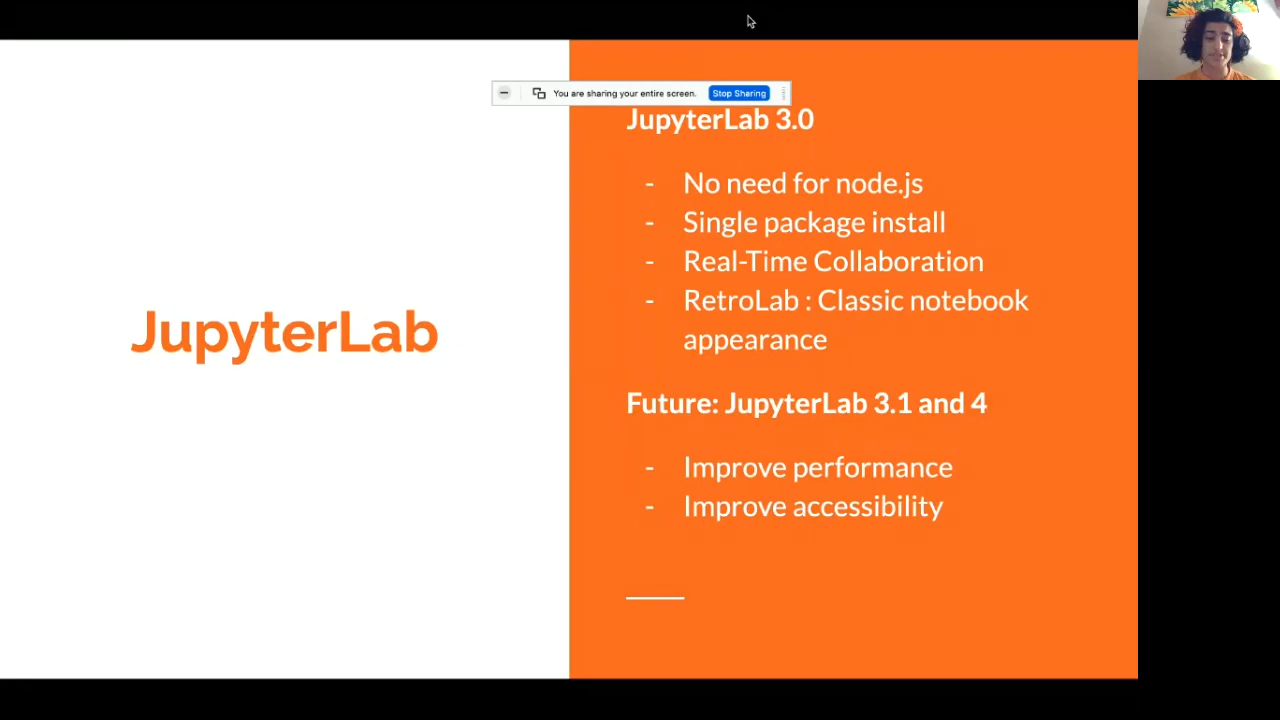 You are sharing your entire screen. Stop Sharing
JupyterLab
JupyterLab 3.0
- No need for node.js
- Single package install
- Real-Time Collaboration
- RetroLab : Classic notebook
appearance
Future: JupyterLab 3.1 and 4
- Improve performance
- Improve accessibility